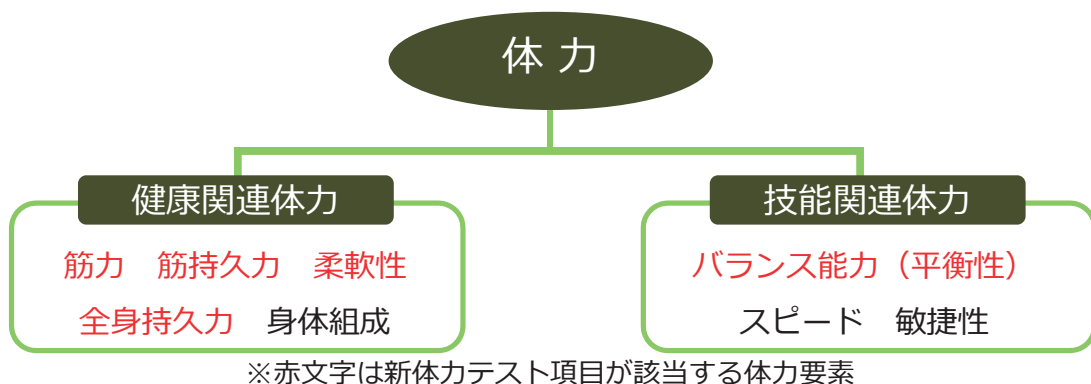 体 力
健康関連体力
筋力　筋持久力　柔軟性
全身持久力　身体組成
技能関連体力
バランス能力（平衡性）
スピード　敏捷性
※赤文字は新体力テスト項目が該当する体力要素